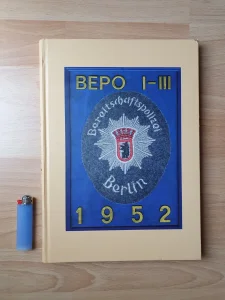 BEPO I-III
Bereitschaftspolizei
Berlin
1952